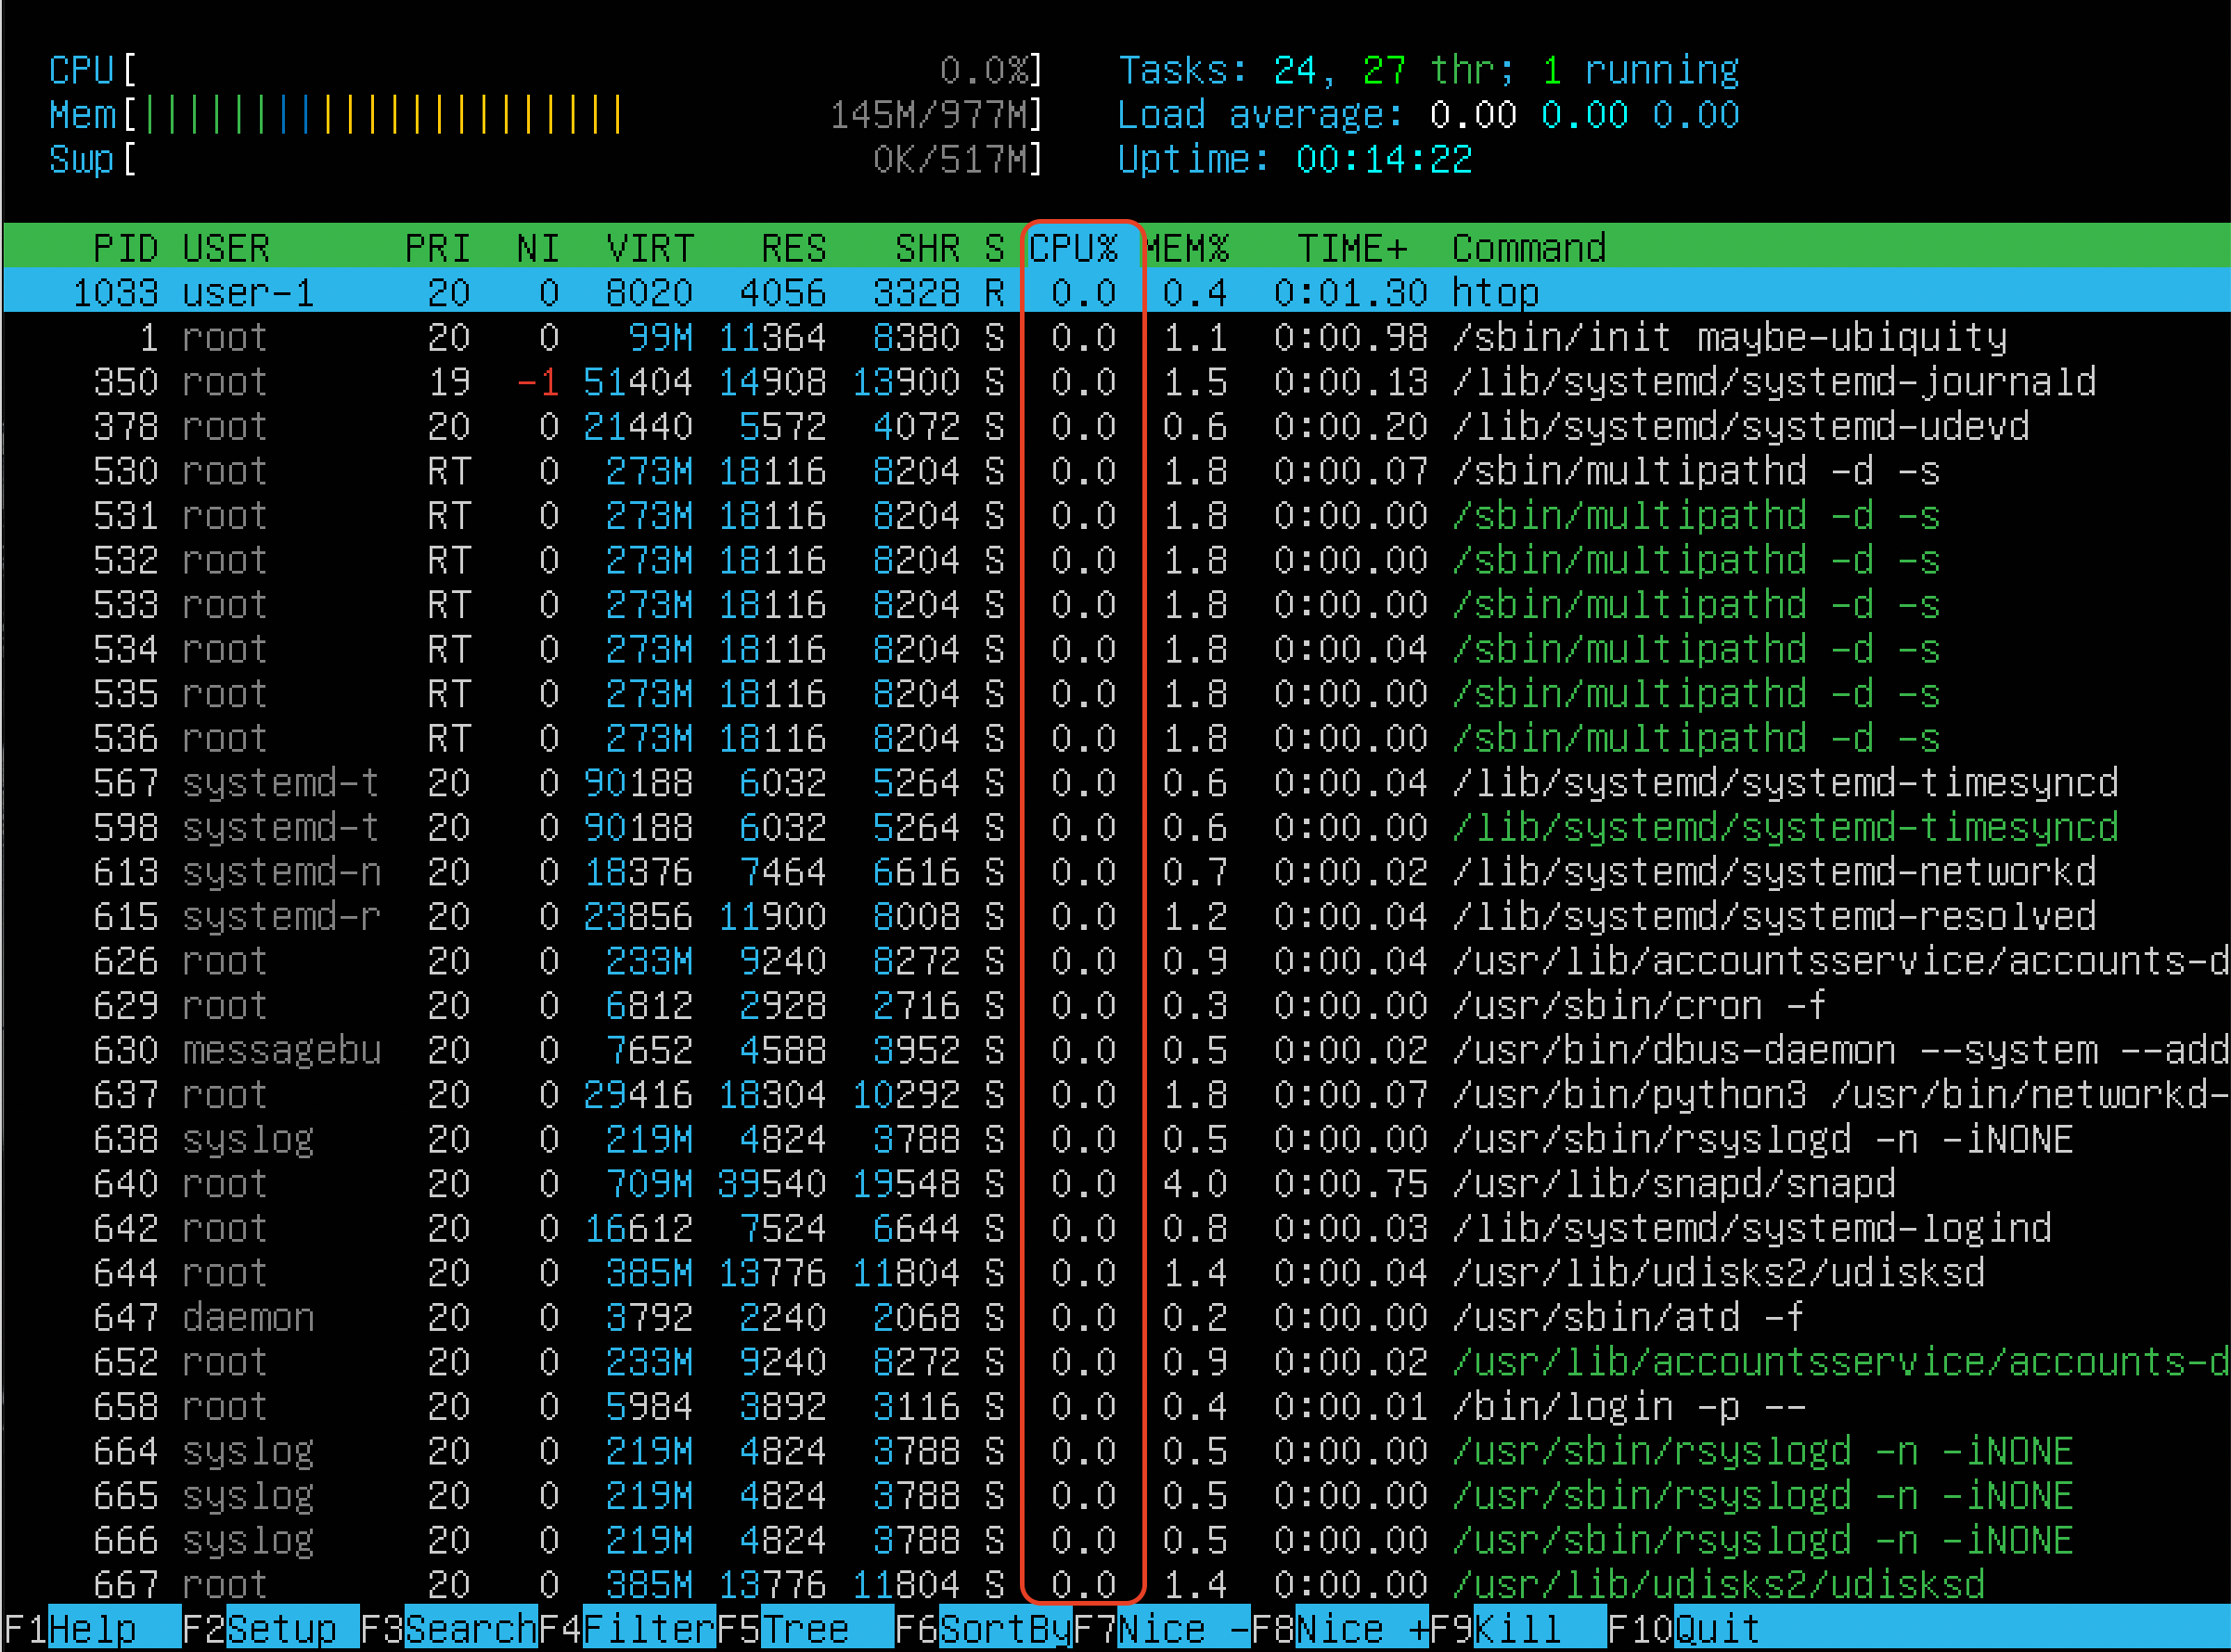 CPU[ 0.0%] Tasks: 24, 27 thr; 1 running
Mem[|||||||||||||||||||||| 145M/977M] Load average: 0.00 0.00 0.00
Swp[ 0K/517M] Uptime: 00:14:22
PID USER PRI NI VIRT RES SHR S CPU% MEM% TIME+ Command
1033 user-1 20 0 8020 4056 3328 R 0.0 0.4 0:01.30 htop
1 root 20 0 99M 11364 8380 S 0.0 1.1 0:00.98 /sbin/init maybe-ubiquity
350 root 19 -1 51404 14908 13900 S 0.0 1.5 0:00.13 /lib/systemd/systemd-journald
378 root 20 0 21440 5572 4072 S 0.0 0.6 0:00.20 /lib/systemd/systemd-udevd
530 root RT 0 273M 18116 8204 S 0.0 1.8 0:00.07 /sbin/multipathd -d -s
531 root RT 0 273M 18116 8204 S 0.0 1.8 0:00.00 /sbin/multipathd -d -s
532 root RT 0 273M 18116 8204 S 0.0 1.8 0:00.00 /sbin/multipathd -d -s
533 root RT 0 273M 18116 8204 S 0.0 1.8 0:00.00 /sbin/multipathd -d -s
534 root RT 0 273M 18116 8204 S 0.0 1.8 0:00.04 /sbin/multipathd -d -s
535 root RT 0 273M 18116 8204 S 0.0 1.8 0:00.00 /sbin/multipathd -d -s
536 root RT 0 273M 18116 8204 S 0.0 1.8 0:00.00 /sbin/multipathd -d -s
567 systemd-t 20 0 90188 6032 5264 S 0.0 0.6 0:00.04 /lib/systemd/systemd-timesyncd
598 systemd-t 20 0 90188 6032 5264 S 0.0 0.6 0:00.00 /lib/systemd/systemd-timesyncd
613 systemd-n 20 0 18376 7464 6616 S 0.0 0.7 0:00.02 /lib/systemd/systemd-networkd
615 systemd-r 20 0 23856 11900 8008 S 0.0 1.2 0:00.04 /lib/systemd/systemd-resolved
626 root 20 0 233M 9240 8272 S 0.0 0.9 0:00.04 /usr/lib/accountsservice/accounts-d
629 root 20 0 6812 2928 2716 S 0.0 0.3 0:00.00 /usr/sbin/cron -f
630 messagebu 20 0 7652 4588 3952 S 0.0 0.5 0:00.02 /usr/bin/dbus-daemon --system --add
637 root 20 0 29416 18304 10292 S 0.0 1.8 0:00.07 /usr/bin/python3 /usr/bin/networkd-
638 syslog 20 0 219M 4824 3788 S 0.0 0.5 0:00.00 /usr/sbin/rsyslogd -n -iNONE
640 root 20 0 709M 39540 19548 S 0.0 4.0 0:00.75 /usr/lib/snapd/snapd
642 root 20 0 16612 7524 6644 S 0.0 0.8 0:00.03 /lib/systemd/systemd-logind
644 root 20 0 385M 13776 11804 S 0.0 1.4 0:00.04 /usr/lib/udisks2/udisksd
647 daemon 20 0 3792 2240 2068 S 0.0 0.2 0:00.00 /usr/sbin/atd -f
652 root 20 0 233M 9240 8272 S 0.0 0.9 0:00.02 /usr/lib/accountsservice/accounts-d
658 root 20 0 5984 3892 3116 S 0.0 0.4 0:00.01 /bin/login -p --
664 syslog 20 0 219M 4824 3788 S 0.0 0.5 0:00.00 /usr/sbin/rsyslogd -n -iNONE
665 syslog 20 0 219M 4824 3788 S 0.0 0.5 0:00.00 /usr/sbin/rsyslogd -n -iNONE
666 syslog 20 0 219M 4824 3788 S 0.0 0.5 0:00.00 /usr/sbin/rsyslogd -n -iNONE
667 root 20 0 385M 13776 11804 S 0.0 1.4 0:00.00 /usr/lib/udisks2/udisksd
F1Help F2Setup F3SearchF4FilterF5Tree F6SortByF7Nice -F8Nice +F9Kill F10Quit